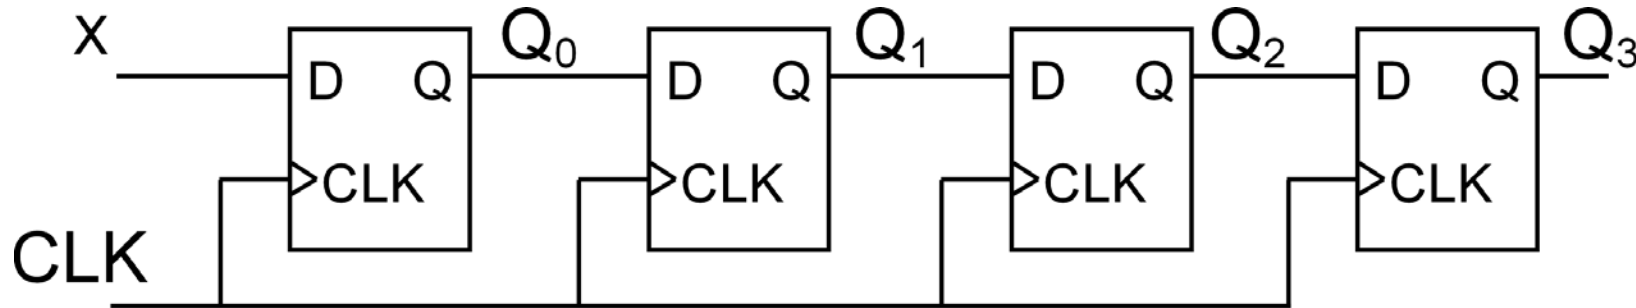 X Q₀ Q₁ Q₂ Q₃
D Q D Q D Q D Q
CLK CLK CLK CLK
CLK